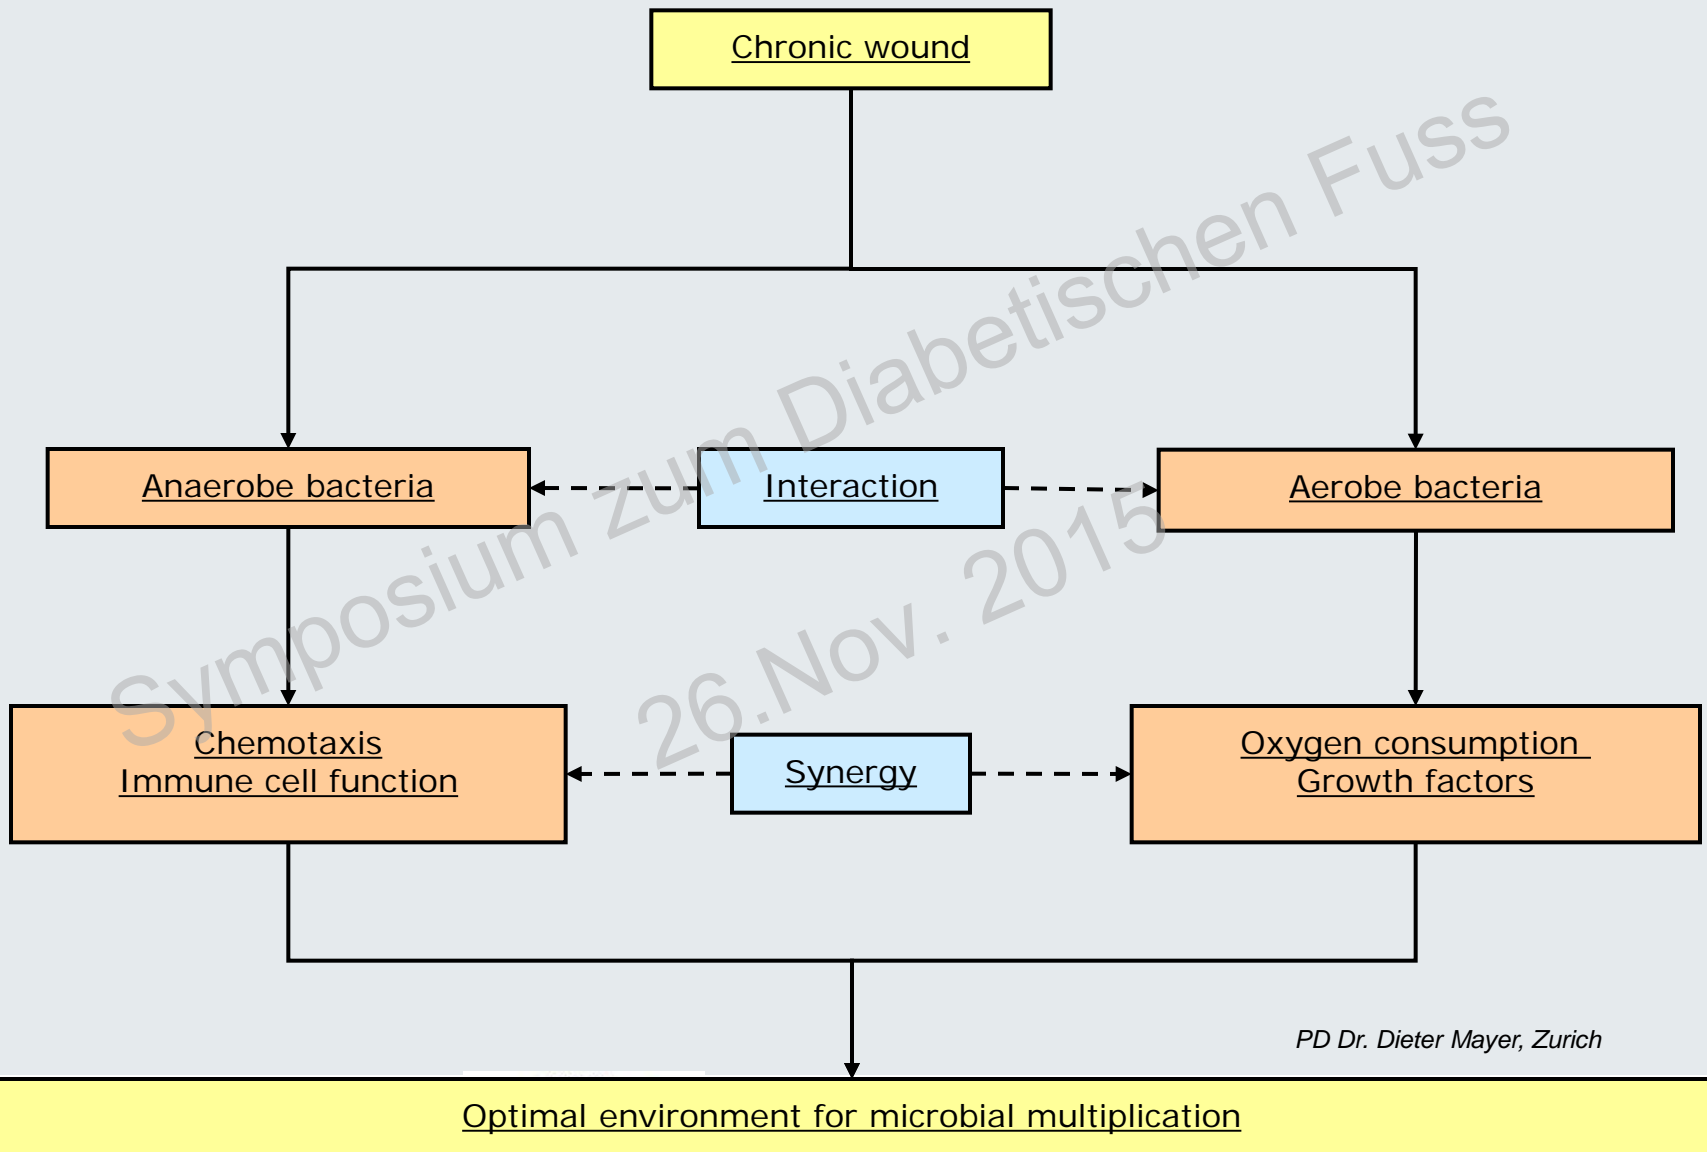 Chronic wound
Anaerobe bacteria
Interaction
Aerobe bacteria
Chemotaxis
Immune cell function
Synergy
Oxygen consumption
Growth factors
Symposium zum Diabetischen Fuss
26.Nov. 2015
PD Dr. Dieter Mayer, Zurich
Optimal environment for microbial multiplication